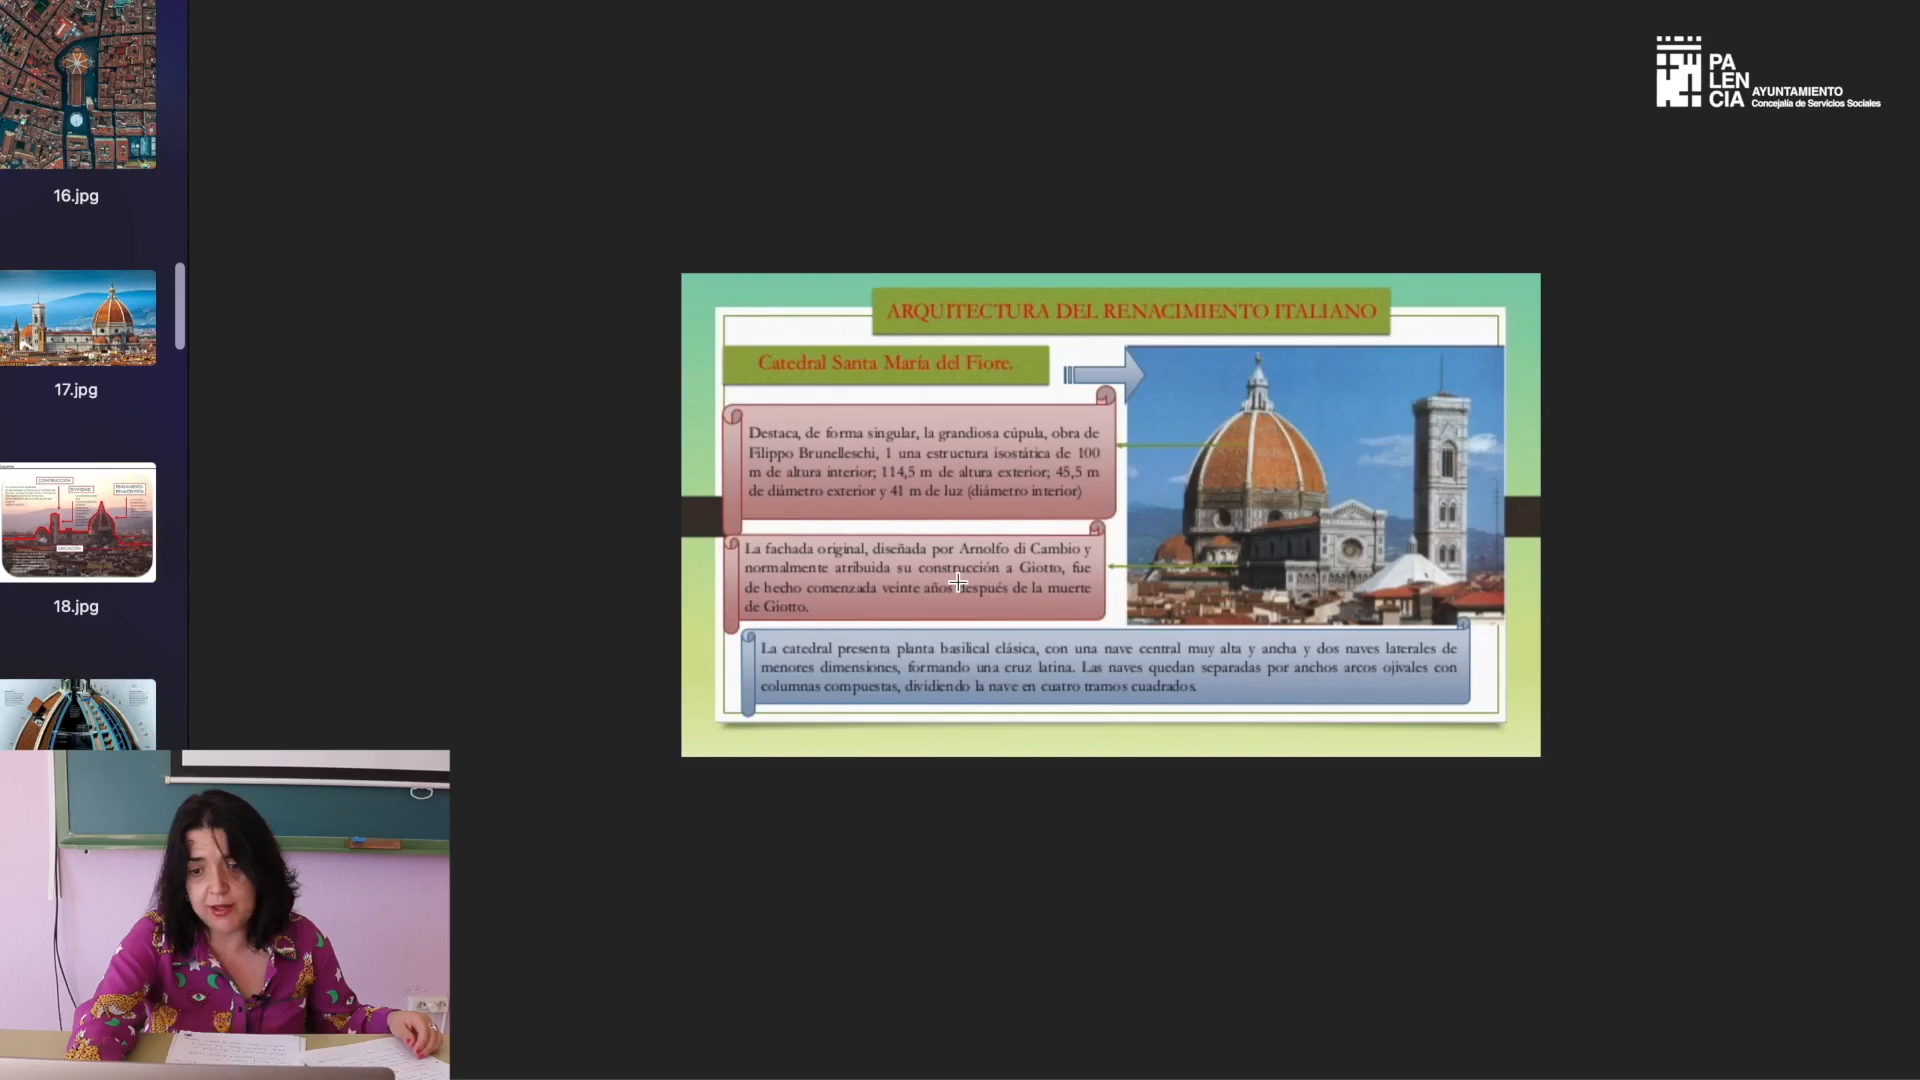 PA
LEN
CIA
AYUNTAMIENTO
Concejalía de Servicios Sociales
16.jpg
17.jpg
CONSTRUCCIÓN
DIVINIDAD
PENSAMIENTO
RENACENTISTA
UBICACIÓN
18.jpg
ARQUITECTURA DEL RENACIMIENTO ITALIANO
Catedral Santa María del Fiore.
Destaca, de forma singular, la grandiosa cúpula, obra de
Filippo Brunelleschi, 1 una estructura isostática de 100
m de altura interior; 114,5 m de altura exterior; 45,5 m
de diámetro exterior y 41 m de luz (diámetro interior)
La fachada original, diseñada por Arnolfo di Cambio y
normalmente atribuida su construcción a Giotto, fue
de hecho comenzada veinte años después de la muerte
de Giotto.
La catedral presenta planta basilical clásica, con una nave central muy alta y ancha y dos naves laterales de
menores dimensiones, formando una cruz latina. Las naves quedan separadas por anchos arcos ojivales con
columnas compuestas, dividiendo la nave en cuatro tramos cuadrados.